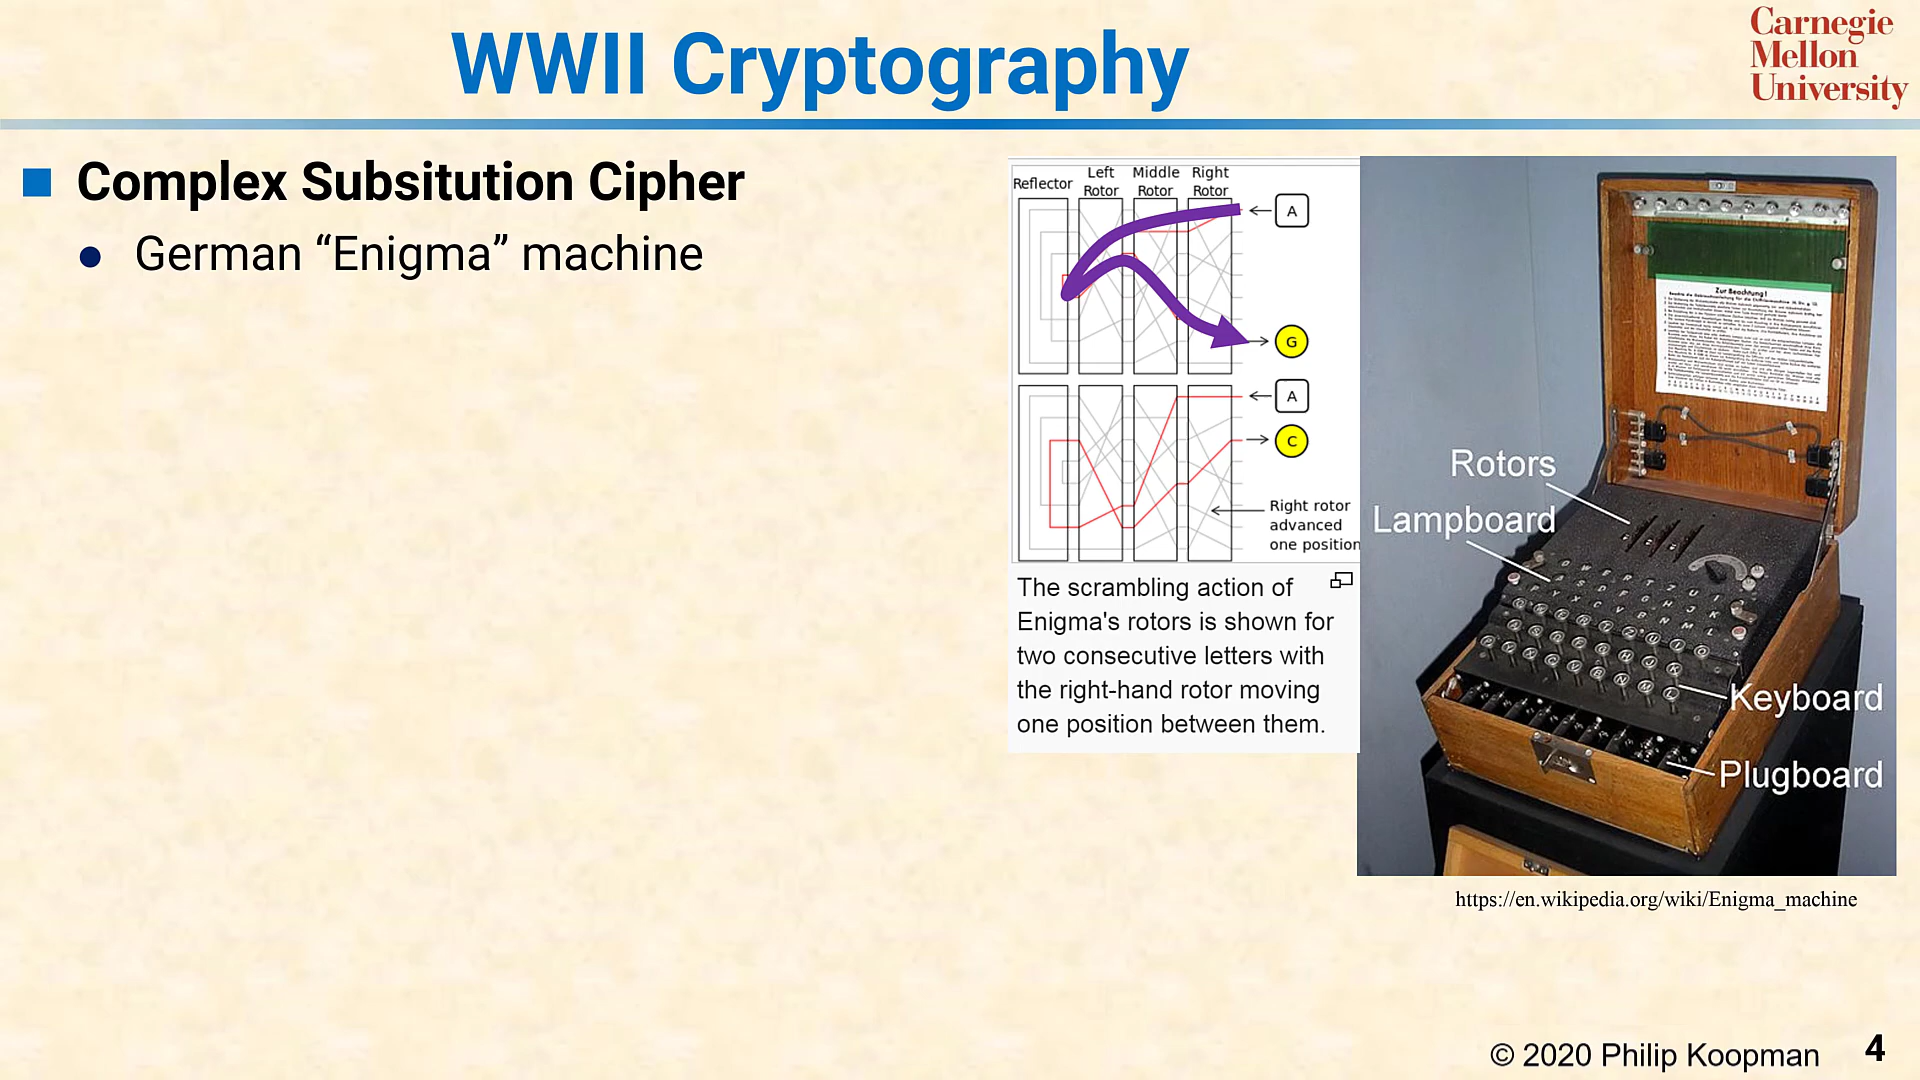 WWII Cryptography
Carnegie
Mellon
University
Complex Subsitution Cipher
German “Enigma” machine
Reflector
Left
Rotor
Middle
Rotor
Right
Rotor
A
G
A
C
Right rotor
advanced
one position
The scrambling action of
Enigma's rotors is shown for
two consecutive letters with
the right-hand rotor moving
one position between them.
Zur Beachtung!
Rotors
Lampboard
Keyboard
Plugboard
https://en.wikipedia.org/wiki/Enigma_machine
© 2020 Philip Koopman
4